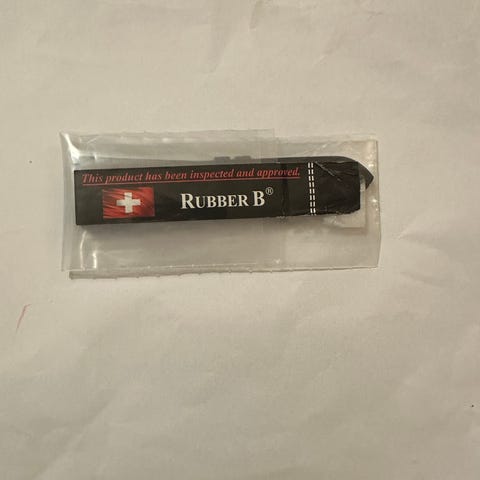 This product has been inspected and approved.
RUBBER B®